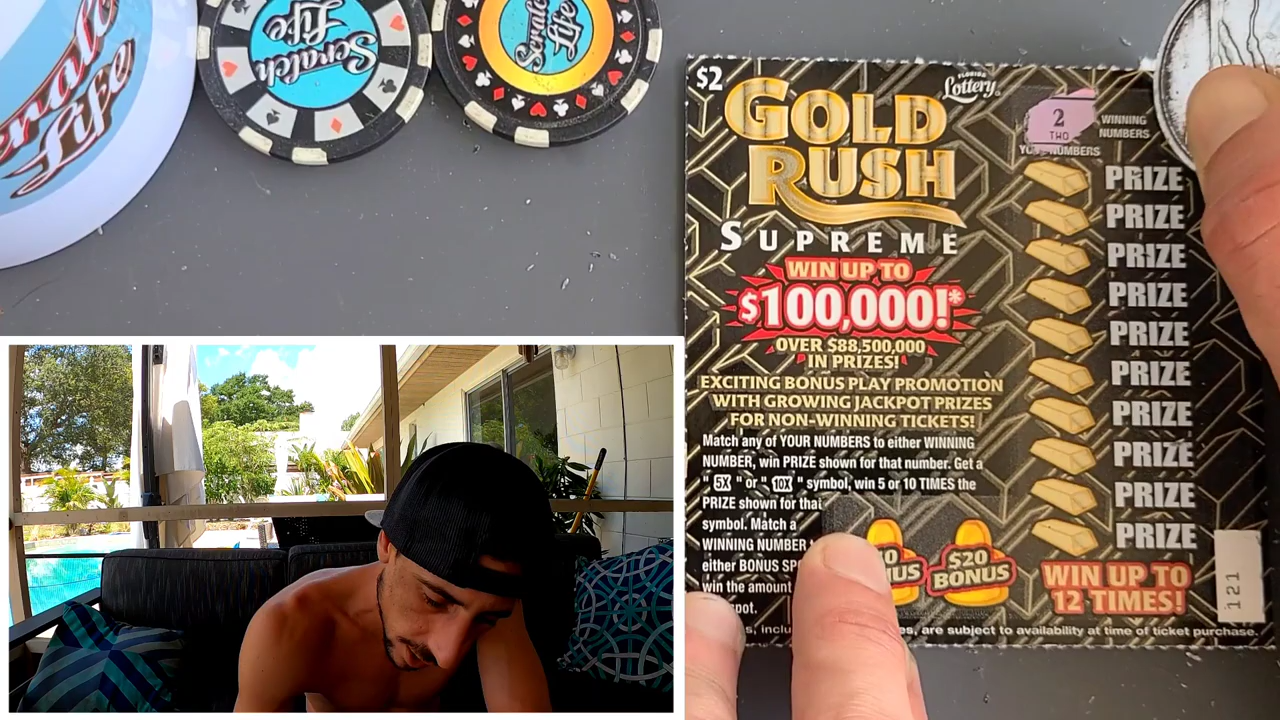 Scratch
Life
Scratch
Life
Scratch
Life
$2
GOLD
RUSH
SUPREME
FLORIDA
Lottery
2
TWO
WINNING
NUMBERS
YOUR NUMBERS
PRIZE
PRIZE
PRIZE
PRIZE
PRIZE
PRIZE
PRIZE
PRIZE
PRIZE
PRIZE
WIN UP TO
$100,000!*
OVER $88,500,000
IN PRIZES!
EXCITING BONUS PLAY PROMOTION
WITH GROWING JACKPOT PRIZES
FOR NON-WINNING TICKETS!
Match any of YOUR NUMBERS to either WINNING
NUMBER, win PRIZE shown for that number. Get a
"5X" or "10X" symbol, win 5 or 10 TIMES the
PRIZE shown for that
symbol. Match a
WINNING NUMBER
either BONUS
win the amount
$20
BONUS
WIN UP TO
12 TIMES!
121
are subject to availability at time of ticket purchase.